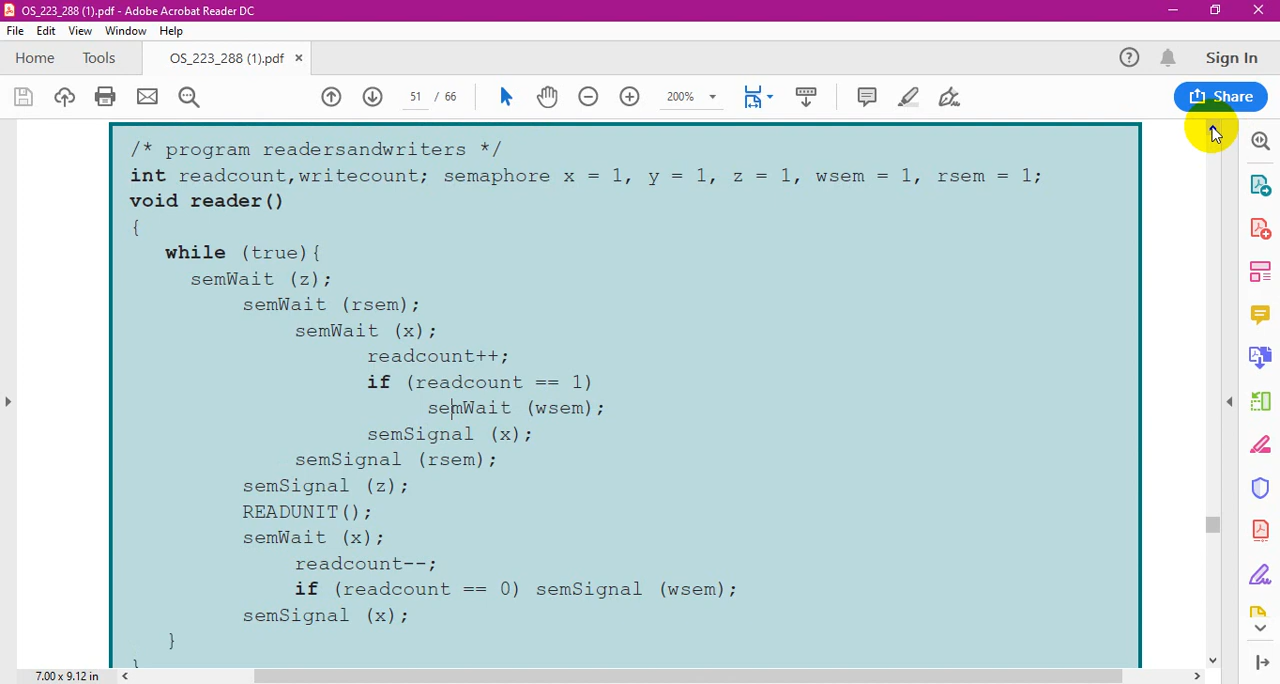 OS_223_288 (1).pdf - Adobe Acrobat Reader DC
File Edit View Window Help
Home Tools OS_223_288 (1).pdf × Sign In
51 / 66 200% Share
/* program readersandwriters */
int readcount,writecount; semaphore x = 1, y = 1, z = 1, wsem = 1, rsem = 1;
void reader()
{
while (true){
semWait (z);
semWait (rsem);
semWait (x);
readcount++;
if (readcount == 1)
semWait (wsem);
semSignal (x);
semSignal (rsem);
semSignal (z);
READUNIT();
semWait (x);
readcount--;
if (readcount == 0) semSignal (wsem);
semSignal (x);
}
}
7.00 x 9.12 in